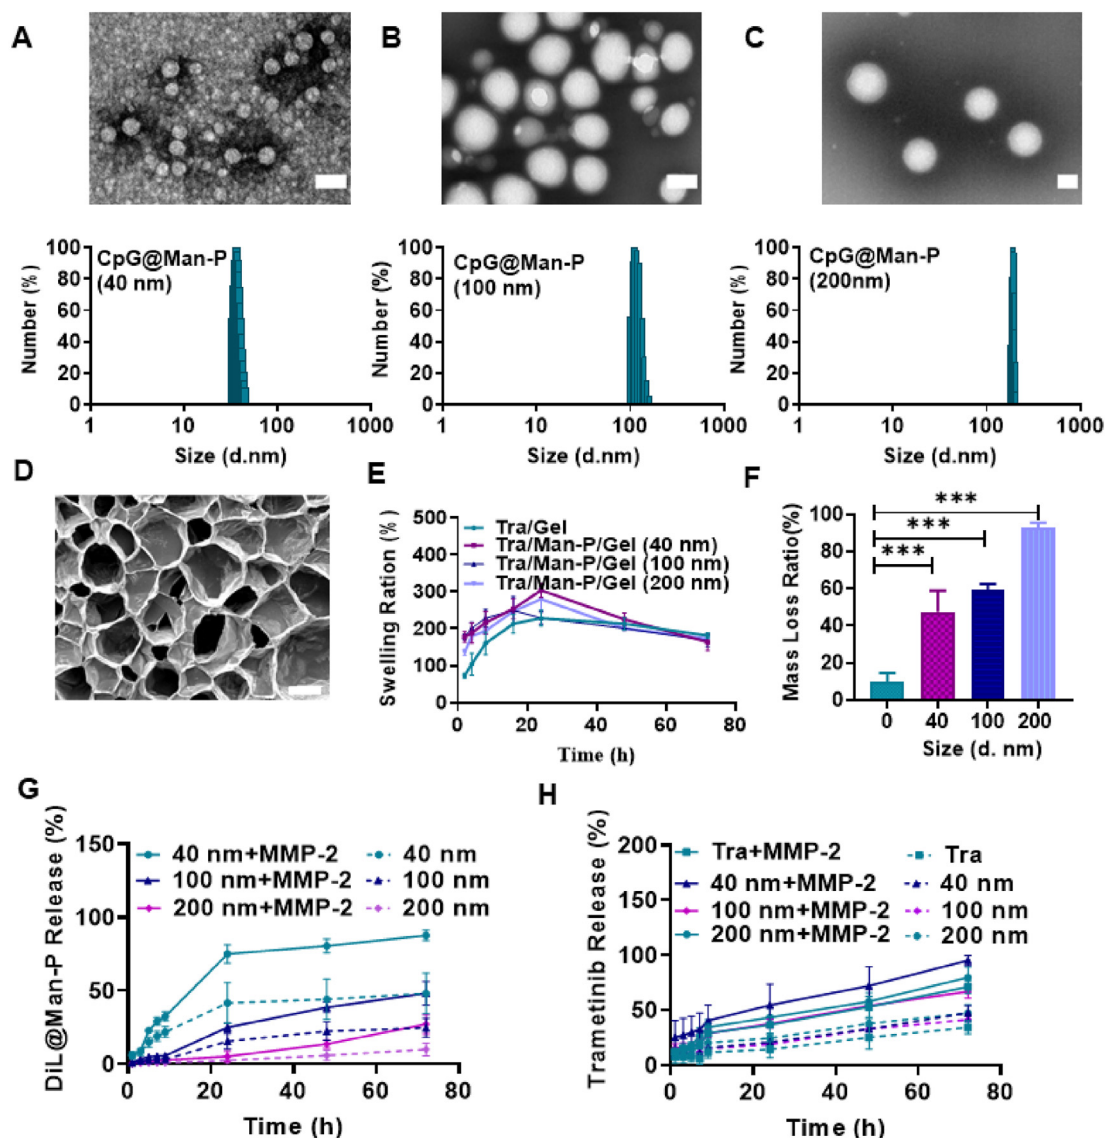 A
B
C
100
80
60
40
20
0
Number (%)
CpG@Man-P
(40 nm)
1
10
100
1000
Size (d.nm)
100
80
60
40
20
0
Number (%)
CpG@Man-P
(100 nm)
1
10
100
1000
Size (d.nm)
100
80
60
40
20
0
Number (%)
CpG@Man-P
(200nm)
1
10
100
1000
Size (d.nm)
D
E
500
400
300
200
100
0
Swelling Ration (%)
Tra/Gel
Tra/Man-P/Gel (40 nm)
Tra/Man-P/Gel (100 nm)
Tra/Man-P/Gel (200 nm)
0
20
40
60
80
Time (h)
F
100
80
60
40
20
0
Mass Loss Ratio(%)
***
***
***
0
40
100
200
Size (d. nm)
G
150
100
50
0
DiL@Man-P Release (%)
40 nm+MMP-2
40 nm
100 nm+MMP-2
100 nm
200 nm+MMP-2
200 nm
0
20
40
60
80
Time (h)
H
200
150
100
50
0
Trametinib Release (%)
Tra+MMP-2
Tra
40 nm+MMP-2
40 nm
100 nm+MMP-2
100 nm
200 nm+MMP-2
200 nm
0
20
40
60
80
Time (h)